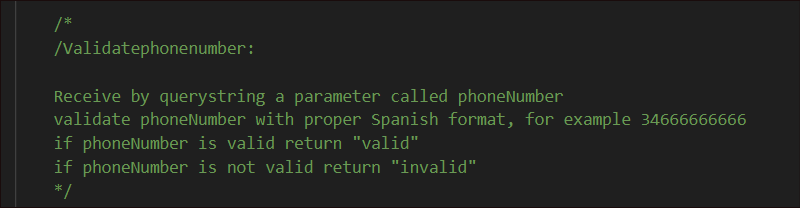 /*
/Validatephonenumber:
Receive by querystring a parameter called phoneNumber
validate phoneNumber with proper Spanish format, for example 34666666666
if phoneNumber is valid return "valid"
if phoneNumber is not valid return "invalid"
*/